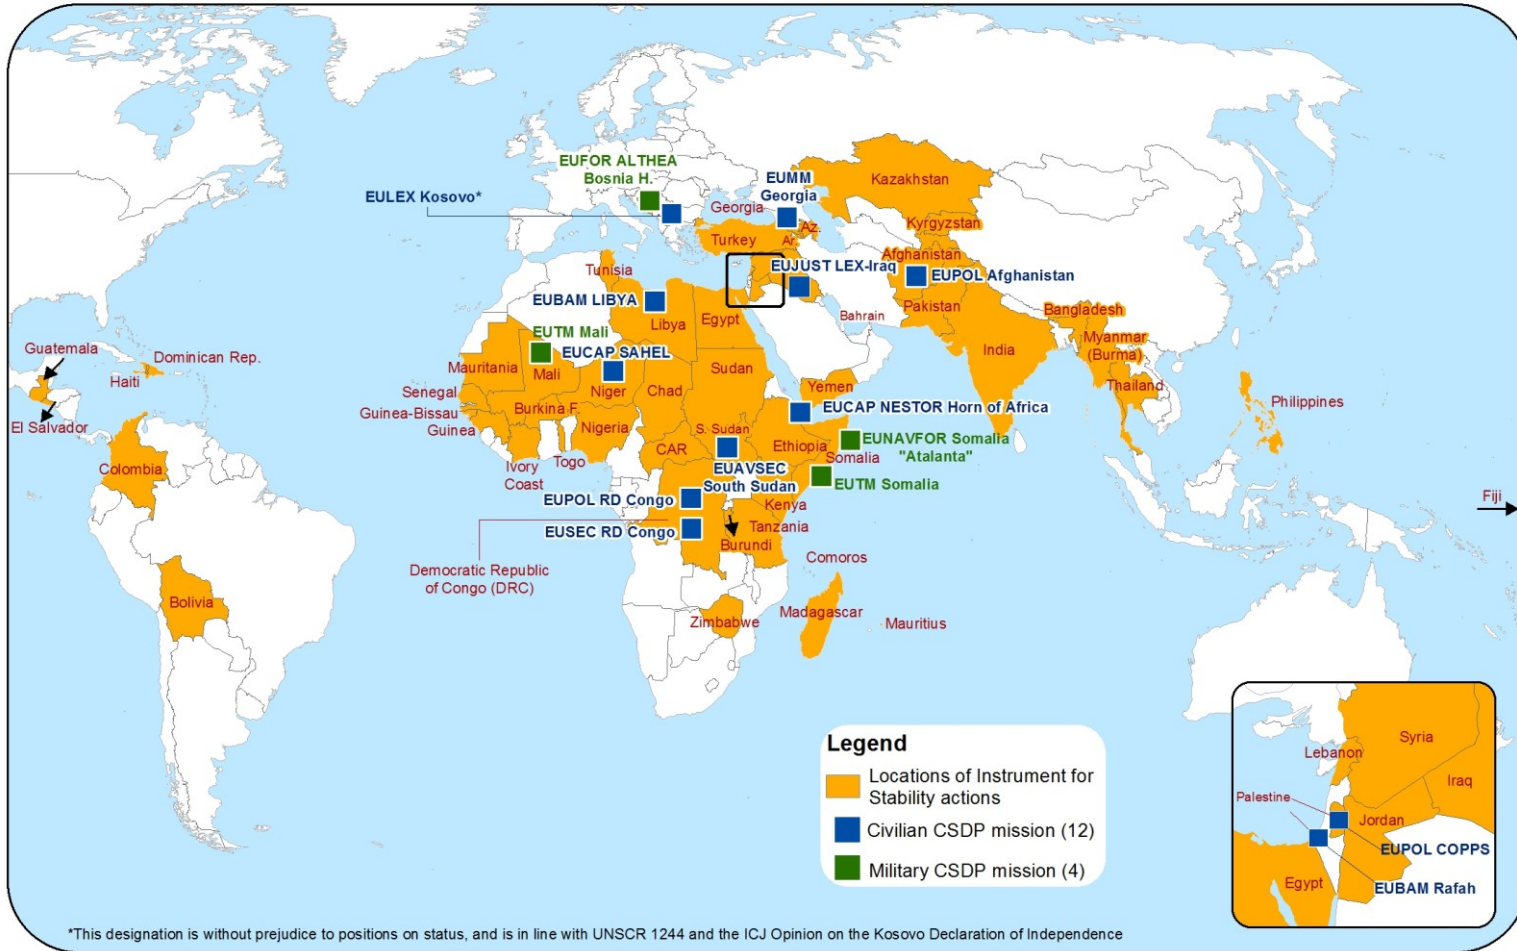 EUFOR ALTHEA
Bosnia H.
EULEX Kosovo*
EUMM
Georgia
Georgia
Kazakhstan
Kyrgyzstan
Az.
Ar.
Turkey
Afghanistan
EUJUST LEX-Iraq
EUPOL Afghanistan
Tunisia
EUBAM LIBYA
Libya
Egypt
Pakistan
Bahrain
Bangladesh
India
Myanmar
(Burma)
Thailand
Philippines
Guatemala
Dominican Rep.
Haiti
El Salvador
Colombia
Bolivia
EUTM Mali
EUCAP SAHEL
Mauritania
Mali
Niger
Chad
Sudan
Yemen
Senegal
Guinea-Bissau
Guinea
Burkina F.
Nigeria
EUCAP NESTOR Horn of Africa
S. Sudan
CAR
Ethiopia
EUNAVFOR Somalia
"Atalanta"
Somalia
Ivory
Coast
Togo
EUAVSEC
South Sudan
EUTM Somalia
EUPOL RD Congo
Kenya
EUSEC RD Congo
Tanzania
Burundi
Fiji
Democratic Republic
of Congo (DRC)
Comoros
Madagascar
Mauritius
Zimbabwe
Legend
Locations of Instrument for
Stability actions
Civilian CSDP mission (12)
Military CSDP mission (4)
Lebanon
Syria
Iraq
Palestine
Jordan
EUPOL COPPS
Egypt
EUBAM Rafah
*This designation is without prejudice to positions on status, and is in line with UNSCR 1244 and the ICJ Opinion on the Kosovo Declaration of Independence